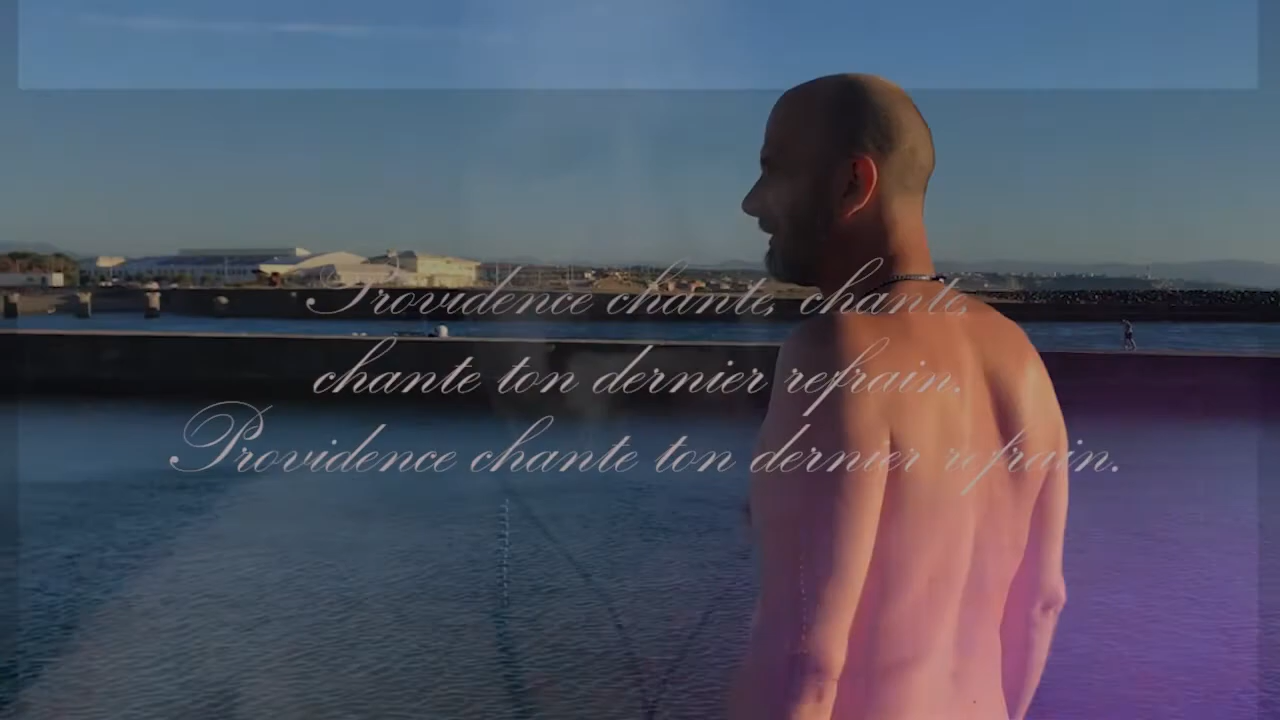 Providence chante, chante,
chante ton dernier refrain.
Providence chante ton dernier refrain.